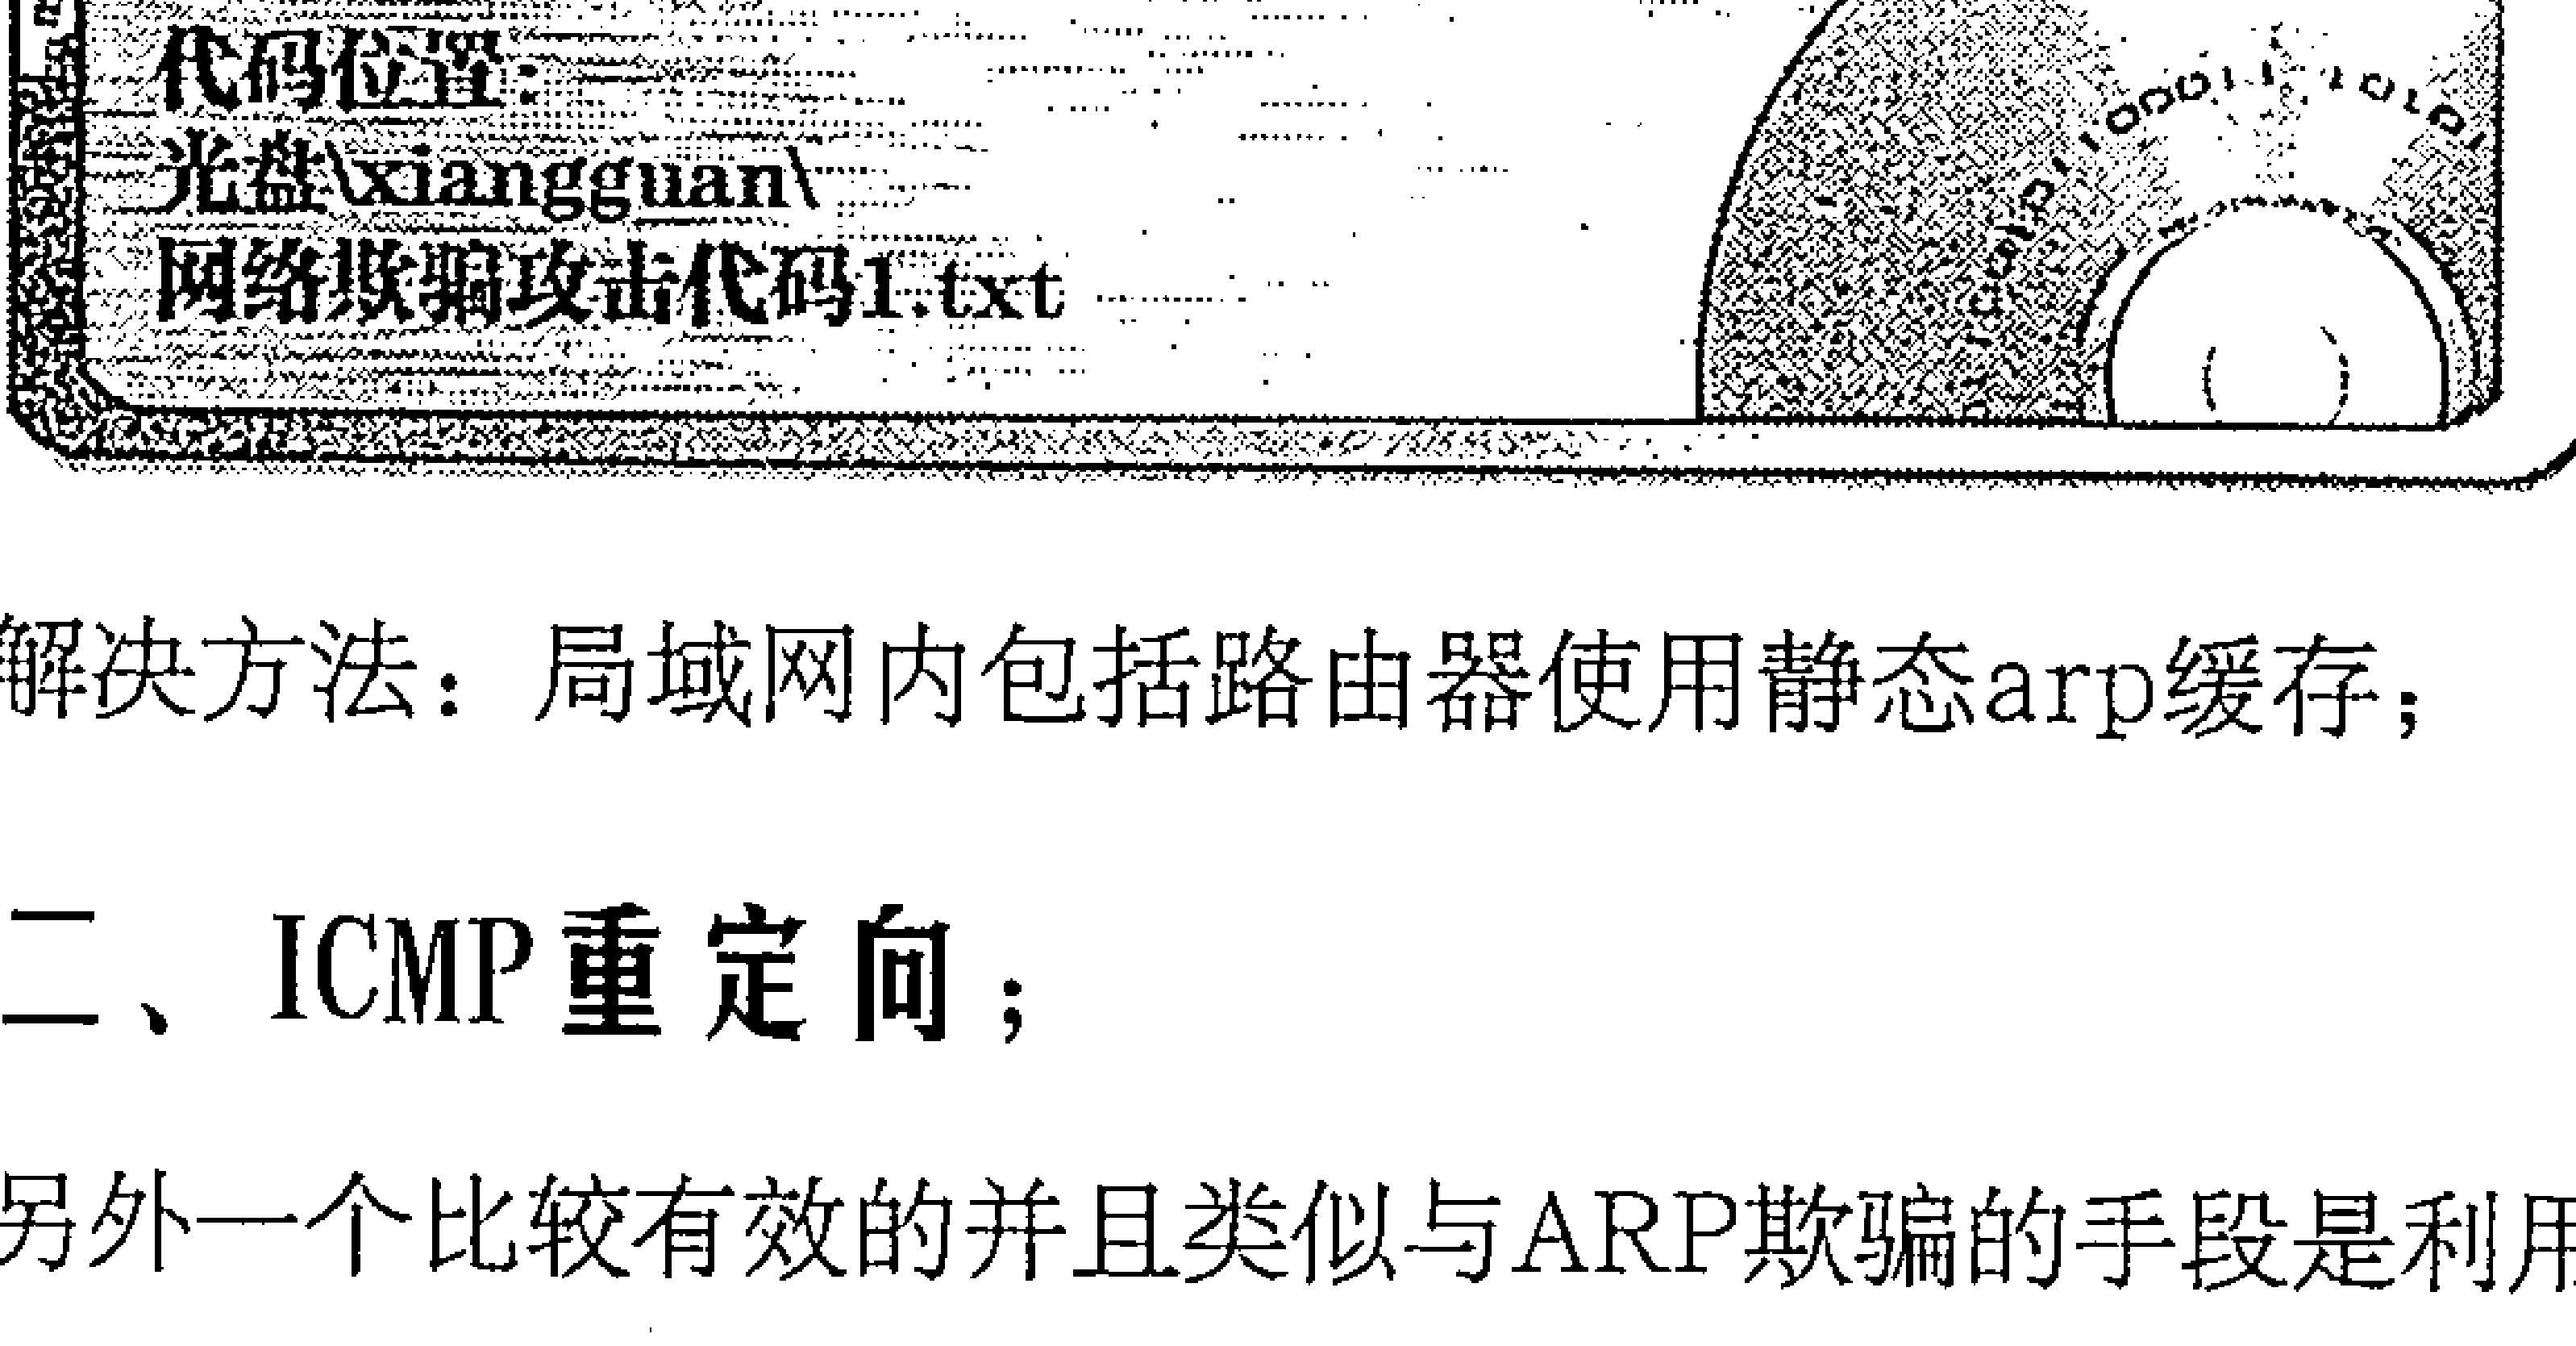 代码位置：
光盘\xiangguan\
网络欺骗攻击代码1.txt
解决方法：局域网内包括路由器使用静态arp缓存；
二、ICMP重定向；
另外一个比较有效的并且类似与ARP欺骗的手段是利用